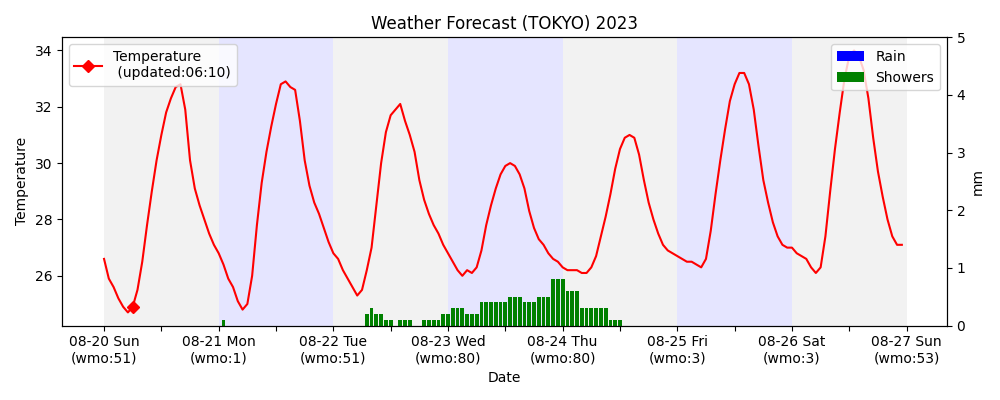 Weather Forecast (TOKYO) 2023
Temperature
(updated:06:10)
Rain
Showers
34
32
30
28
26
Temperature
5
4
3
2
1
0
mm
08-20 Sun
(wmo:51)
08-21 Mon
(wmo:1)
08-22 Tue
(wmo:51)
08-23 Wed
(wmo:80)
08-24 Thu
(wmo:80)
08-25 Fri
(wmo:3)
08-26 Sat
(wmo:3)
08-27 Sun
(wmo:53)
Date